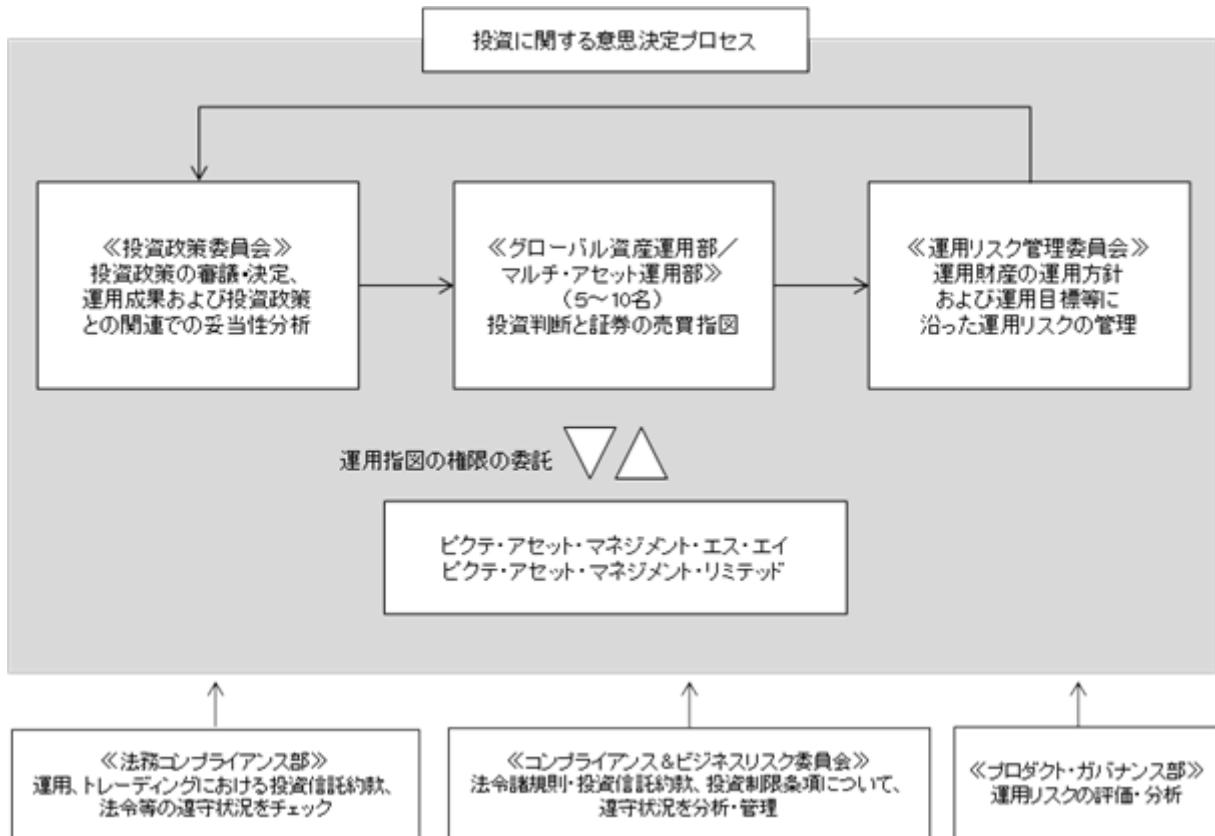 投資に関する意思決定プロセス
≪投資政策委員会≫
投資政策の審議・決定、
運用成果および投資政策
との関連での妥当性分析
≪グローバル資産運用部／
マルチ・アセット運用部≫
（5～10名）
投資判断と証券の売買指図
≪運用リスク管理委員会≫
運用財産の運用方針
および運用目標等に
沿った運用リスクの管理
運用指図の権限の委託
ピクテ・アセット・マネジメント・エス・エイ
ピクテ・アセット・マネジメント・リミテッド
≪法務コンプライアンス部≫
運用、トレーディングにおける投資信託約款、
法令等の遵守状況をチェック
≪コンプライアンス＆ビジネスリスク委員会≫
法令諸規則・投資信託約款、投資制限条項について、
遵守状況を分析・管理
≪プロダクト・ガバナンス部≫
運用リスクの評価・分析